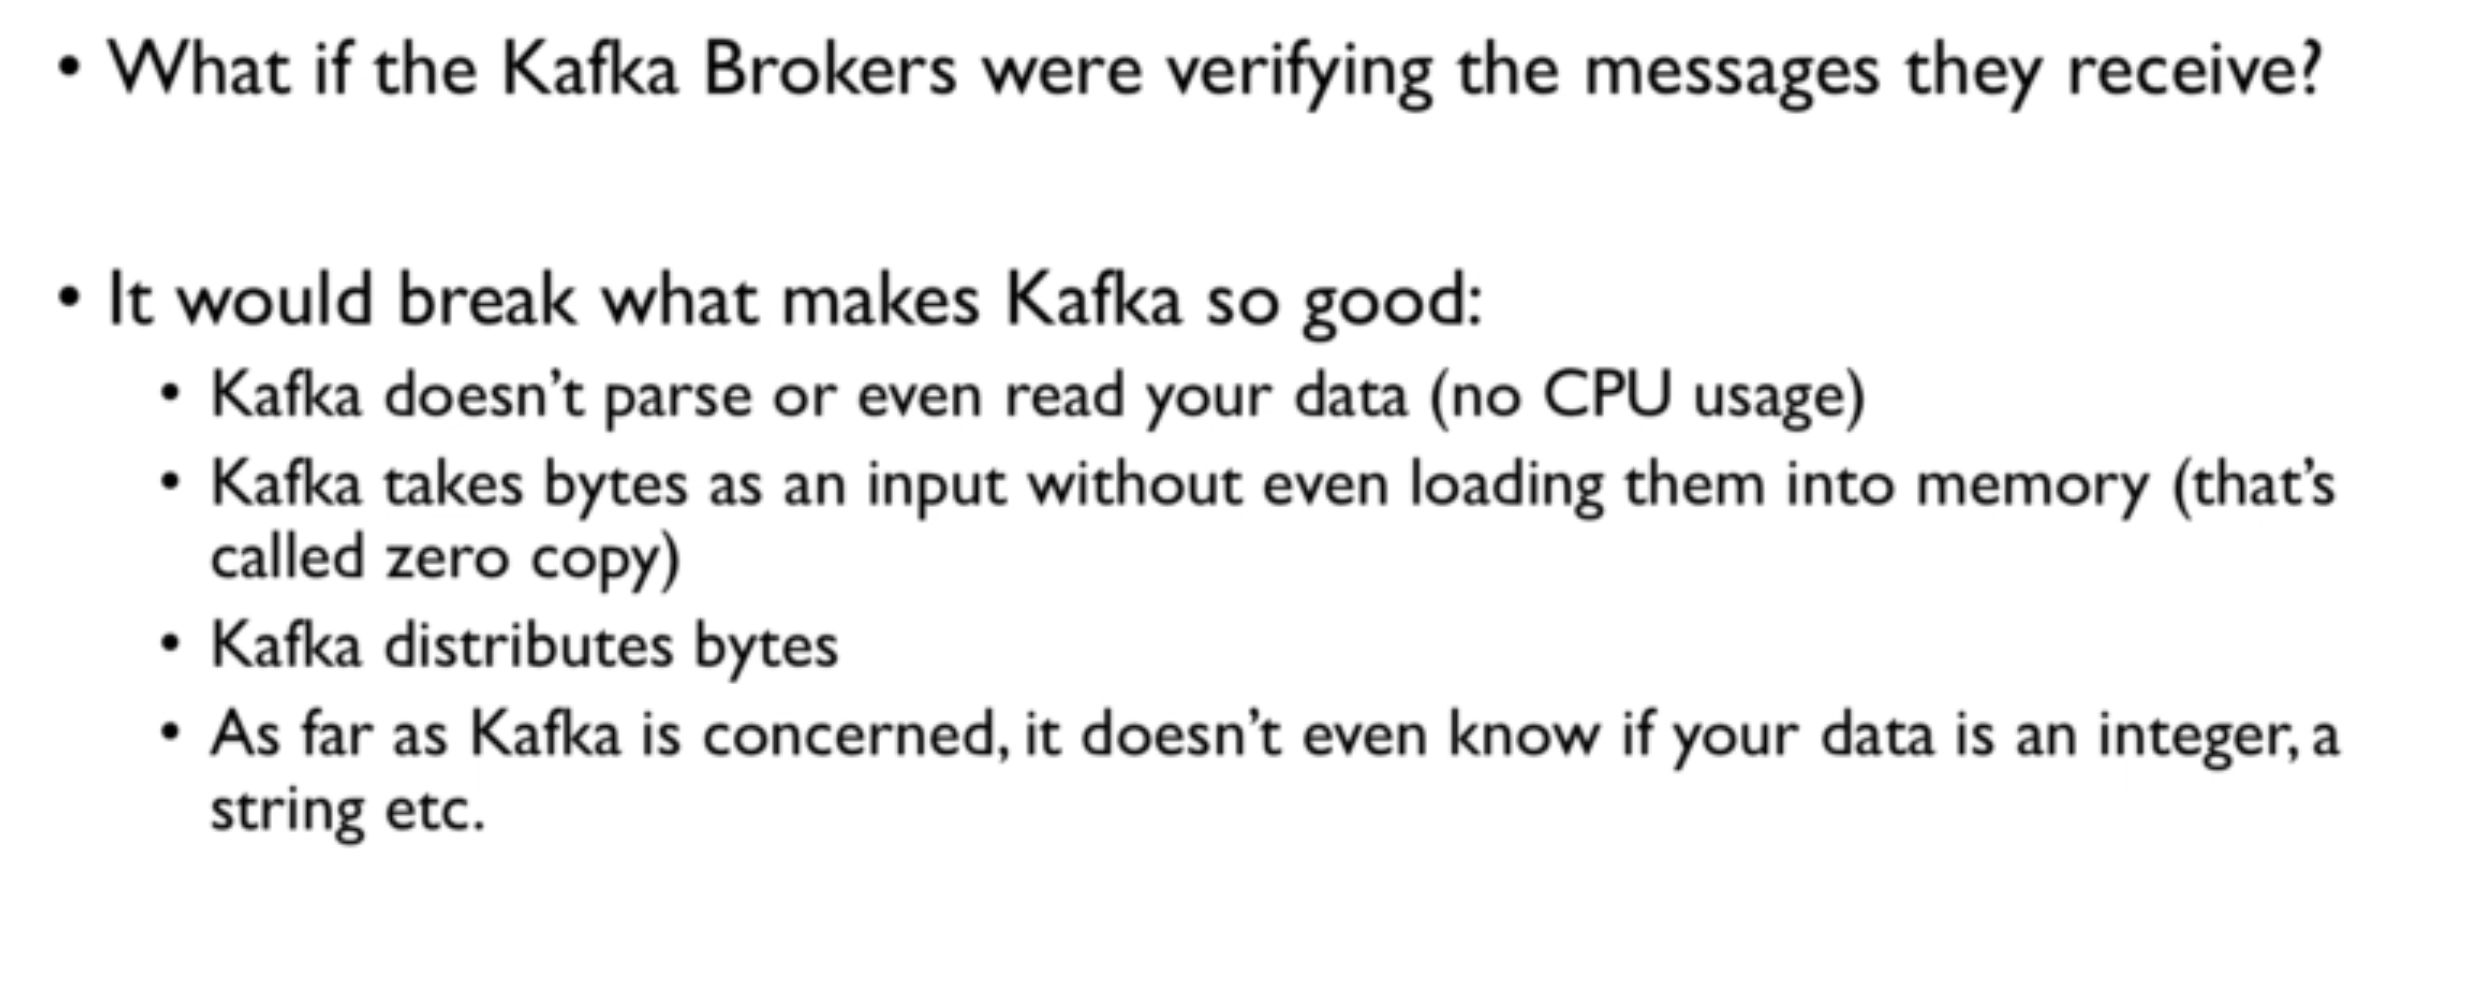 • What if the Kafka Brokers were verifying the messages they receive?
• It would break what makes Kafka so good:
• Kafka doesn't parse or even read your data (no CPU usage)
• Kafka takes bytes as an input without even loading them into memory (that's
called zero copy)
• Kafka distributes bytes
• As far as Kafka is concerned, it doesn't even know if your data is an integer, a
string etc.